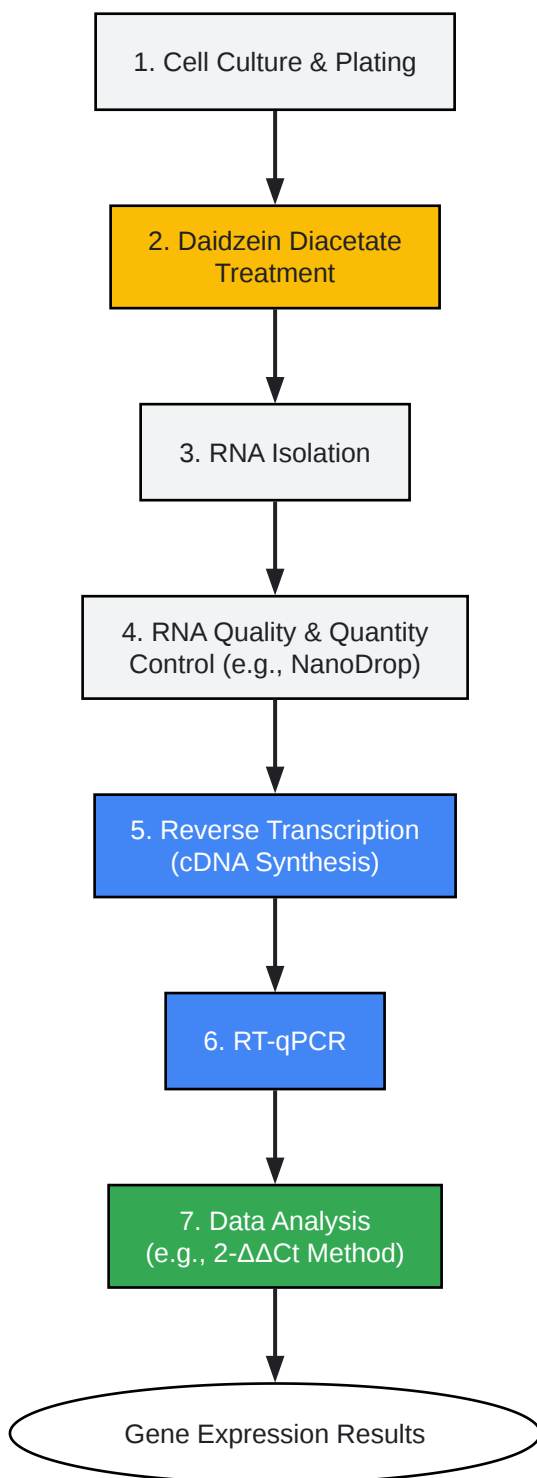 1. Cell Culture & Plating
2. Daidzein Diacetate
Treatment
3. RNA Isolation
4. RNA Quality & Quantity
Control (e.g., NanoDrop)
5. Reverse Transcription
(cDNA Synthesis)
6. RT-qPCR
7. Data Analysis
(e.g., 2-ΔΔCt Method)
Gene Expression Results